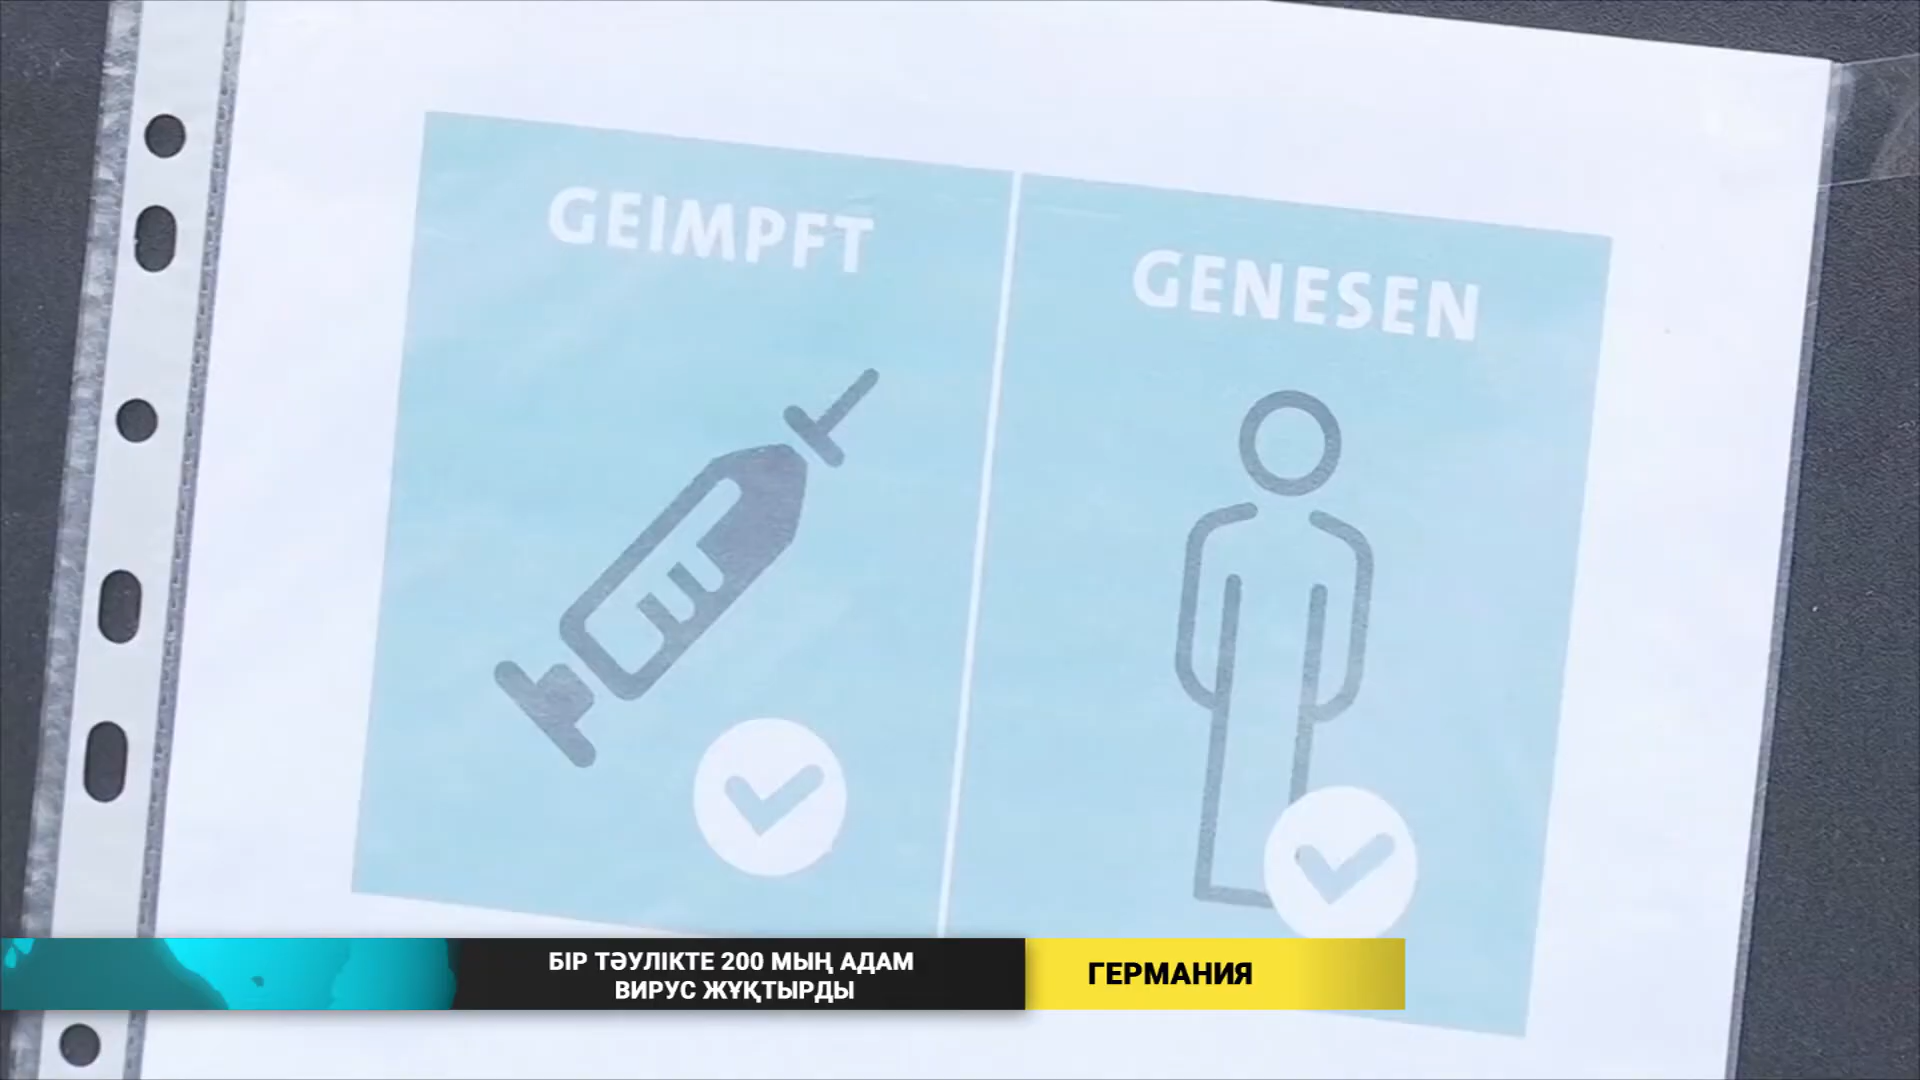 GEIMPFT
GENESEN
БІР ТӘУЛІКТЕ 200 МЫҢ АДАМ
ВИРУС ЖҰҚТЫРДЫ
ГЕРМАНИЯ